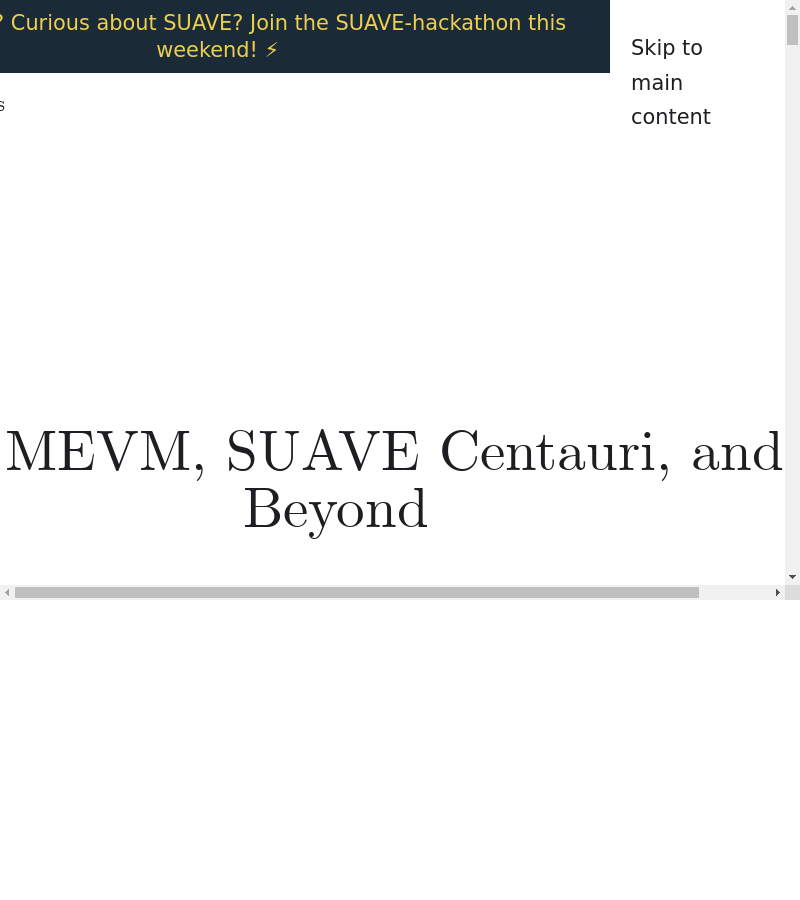 ? Curious about SUAVE? Join the SUAVE-hackathon this
weekend! ⚡
Skip to
main
content
s
MEVM, SUAVE Centauri, and
Beyond